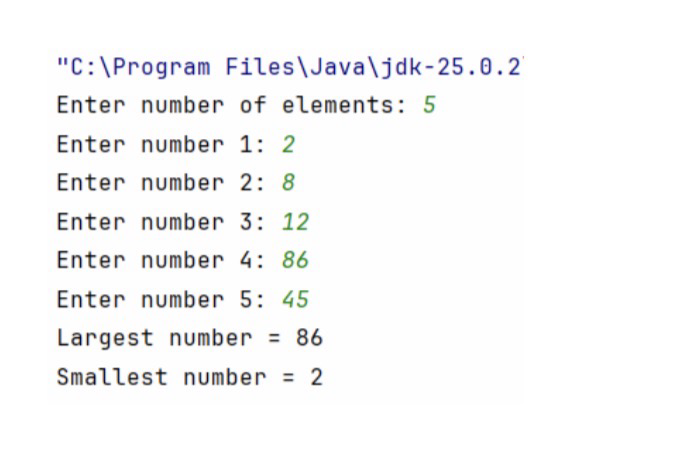 "C:\Program Files\Java\jdk-25.0.2\
Enter number of elements: 5
Enter number 1: 2
Enter number 2: 8
Enter number 3: 12
Enter number 4: 86
Enter number 5: 45
Largest number = 86
Smallest number = 2